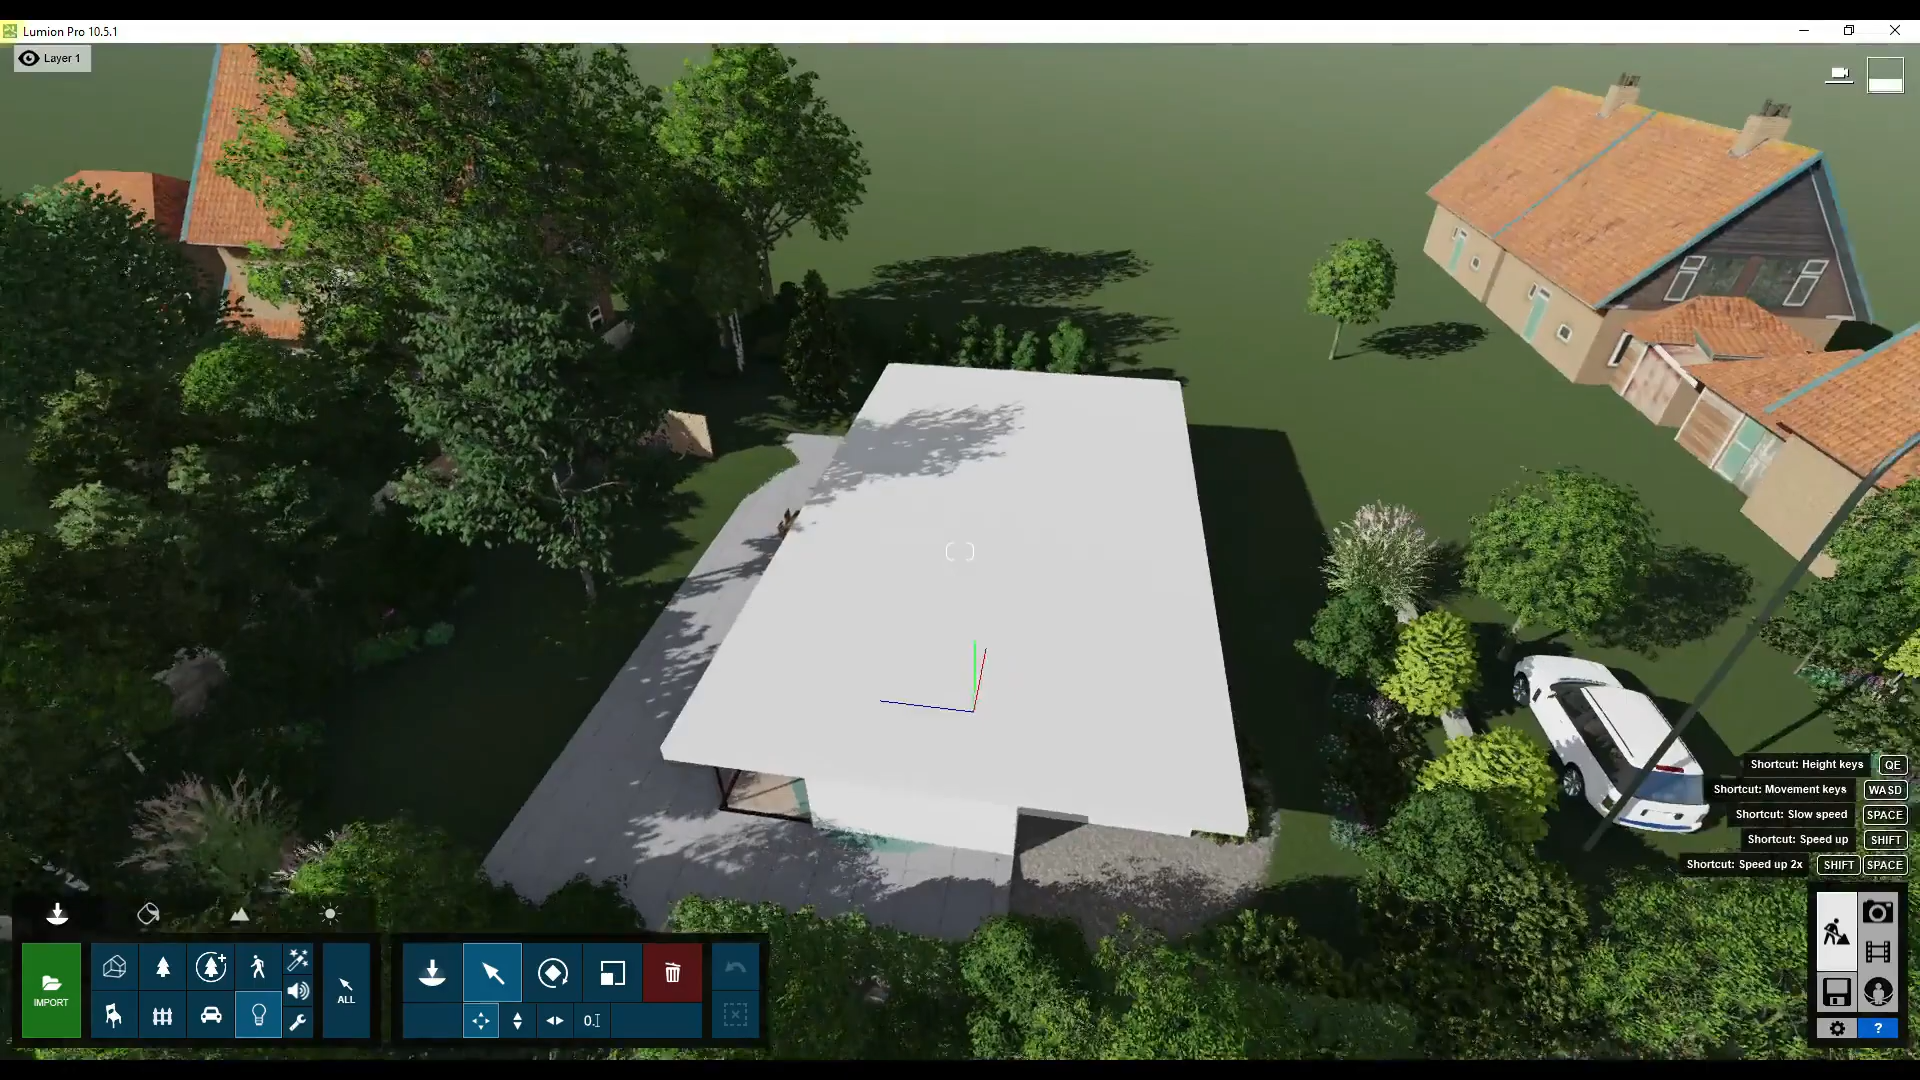 Lumion Pro 10.5.1
Layer 1
Shortcut: Height keys QE
Shortcut: Movement keys WASD
Shortcut: Slow speed SPACE
Shortcut: Speed up SHIFT
Shortcut: Speed up 2x SHIFT SPACE
IMPORT
ALL
0.
?